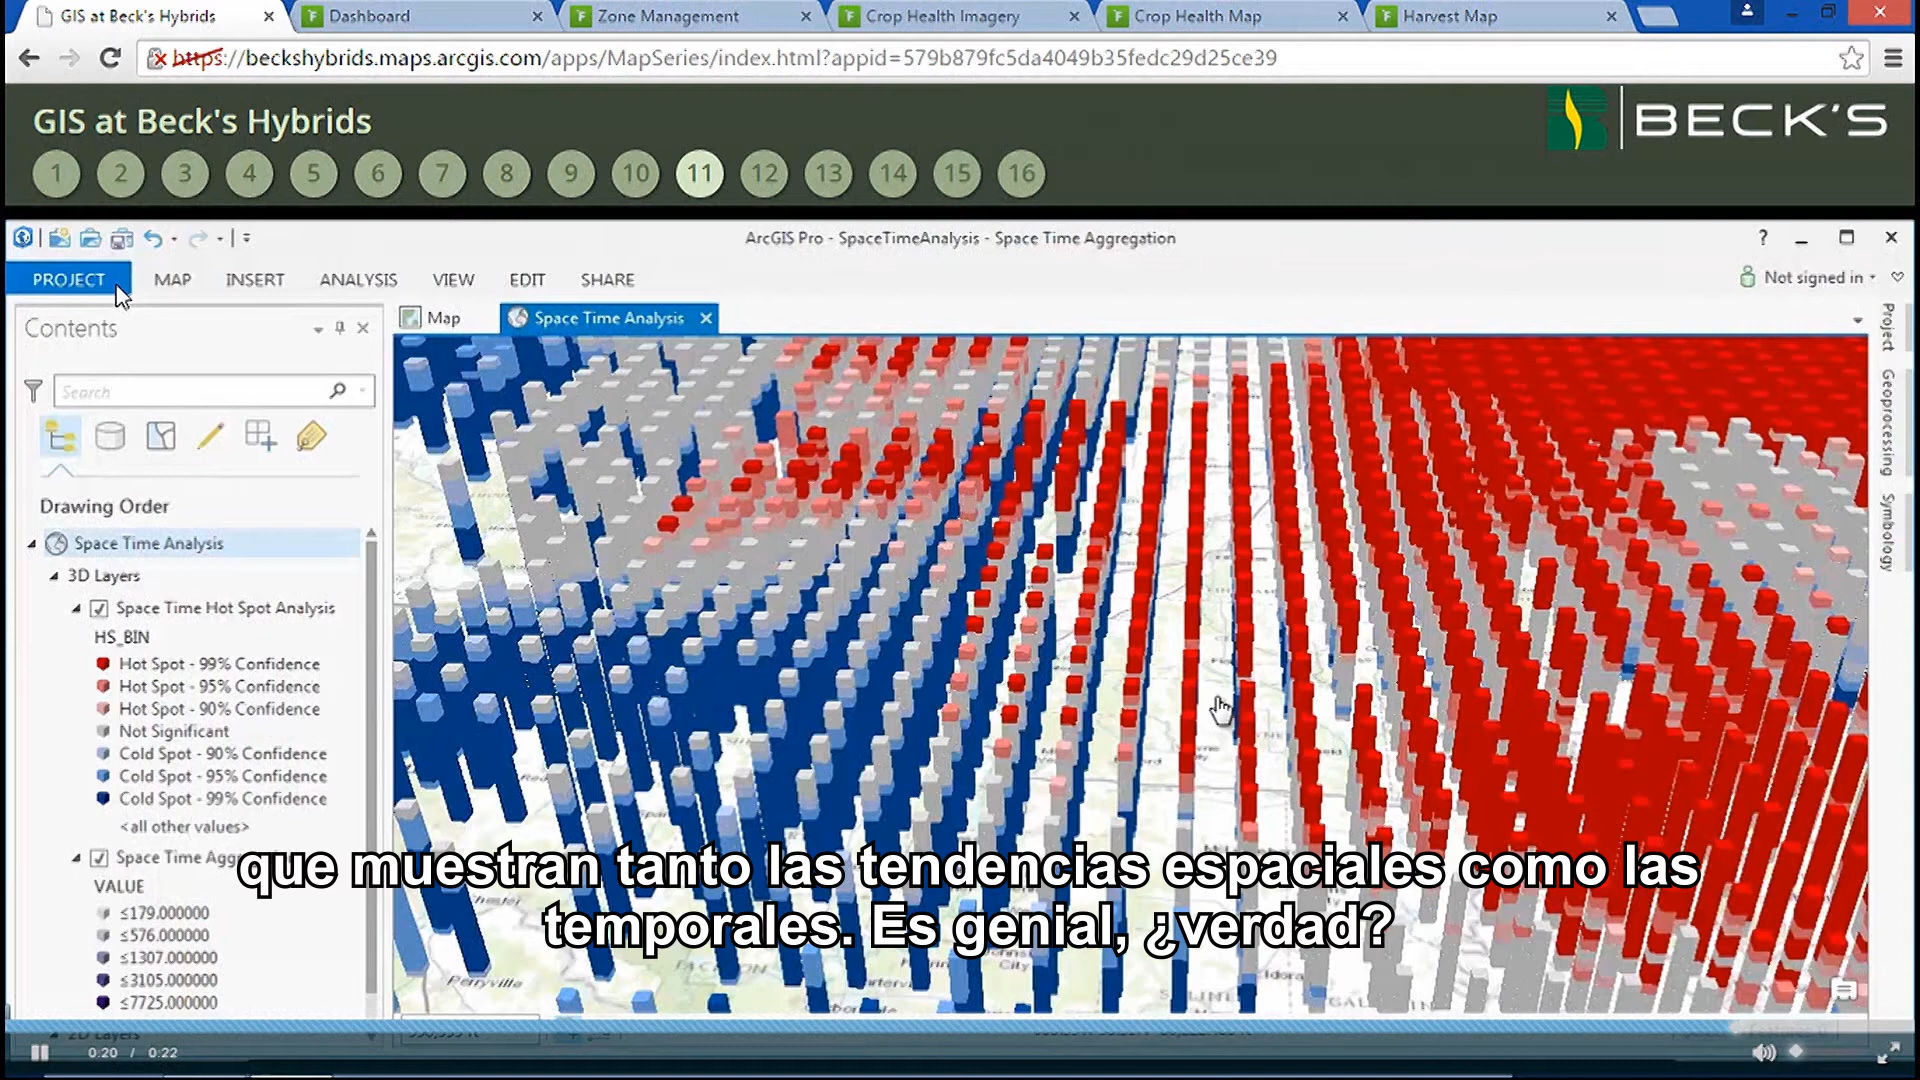 GIS at Beck's Hybrids
Dashboard
Zone Management
Crop Health Imagery
Crop Health Map
Harvest Map
https://beckshybrids.maps.arcgis.com/apps/MapSeries/index.html?appid=579b879fc5da4049b35fedc29d25ce39
GIS at Beck's Hybrids
BECK'S
1 2 3 4 5 6 7 8 9 10 11 12 13 14 15 16
ArcGIS Pro - SpaceTimeAnalysis - Space Time Aggregation
PROJECT MAP INSERT ANALYSIS VIEW EDIT SHARE
Not signed in
Contents
Map
Space Time Analysis
Project
Geoprocessing
Symbology
Search
Drawing Order
Space Time Analysis
3D Layers
Space Time Hot Spot Analysis
HS_BIN
Hot Spot - 99% Confidence
Hot Spot - 95% Confidence
Hot Spot - 90% Confidence
Not Significant
Cold Spot - 90% Confidence
Cold Spot - 95% Confidence
Cold Spot - 99% Confidence
<all other values>
Space Time
VALUE
≤179.000000
≤576.000000
≤1307.000000
≤3105.000000
≤7725.000000
2D Layers
que muestran tanto las tendencias espaciales como las
temporales. Es genial, ¿verdad?
Perryville
City
Eldora
0:20 / 0:22